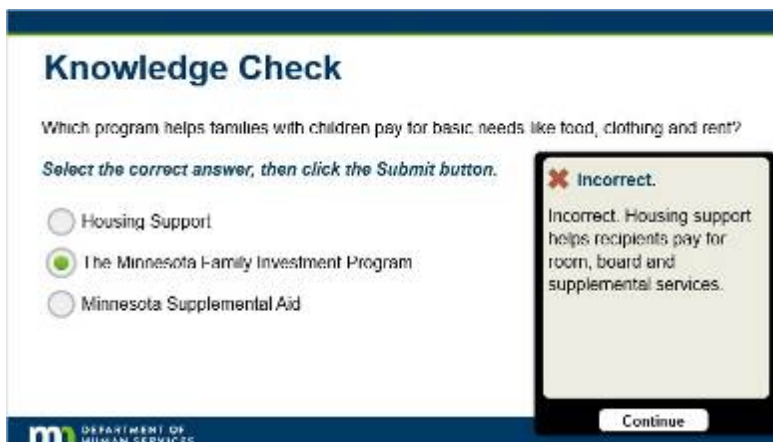 Knowledge Check
Which program helps families with children pay for basic needs like food, clothing and rent?
Select the correct answer, then click the Submit button.
Housing Support
The Minnesota Family Investment Program
Minnesota Supplemental Aid
Incorrect.
Incorrect. Housing support
helps recipients pay for
room, board and
supplemental services.
Continue
mn DEPARTMENT OF
HUMAN SERVICES